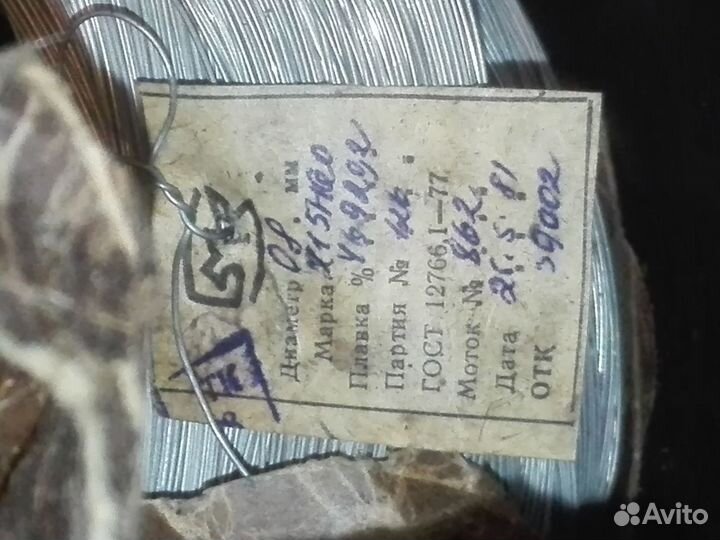 Диаметр 0,8 мм
Марка Х15Н60
Плавка %
Партия №
ГОСТ 12766,1—77
Моток № 862
Дата 25.5.81
ОТК
Avito